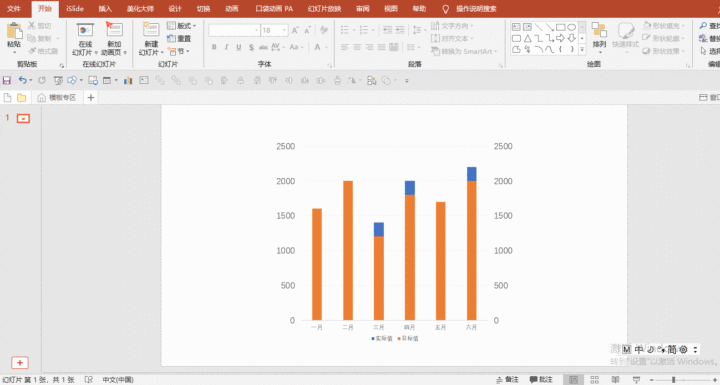 文件 开始 iSlide 插入 美化大师 设计 切换 动画 口袋动画 PA 幻灯片放映 审阅 视图 帮助 操作说明搜索
粘贴 剪切 复制 格式刷 在线幻灯片 新加动画页 新建幻灯片 版式 重置 节 18 文字方向 对齐文本 转换为 SmartArt 排列 快速样式 形状填充 形状轮廓 形状效果 查找 替换 选择
剪贴板 在线幻灯片 幻灯片 字体 段落 绘图 编辑
模板专区 窗口
1
2500 2500
2000 2000
1500 1500
1000 1000
500 500
0 0
一月 二月 三月 四月 五月 六月
实际值 目标值
M 中 简
转到"设置"以激活 Windows。
幻灯片 第 1 张，共 1 张 中文(中国) 备注 批注